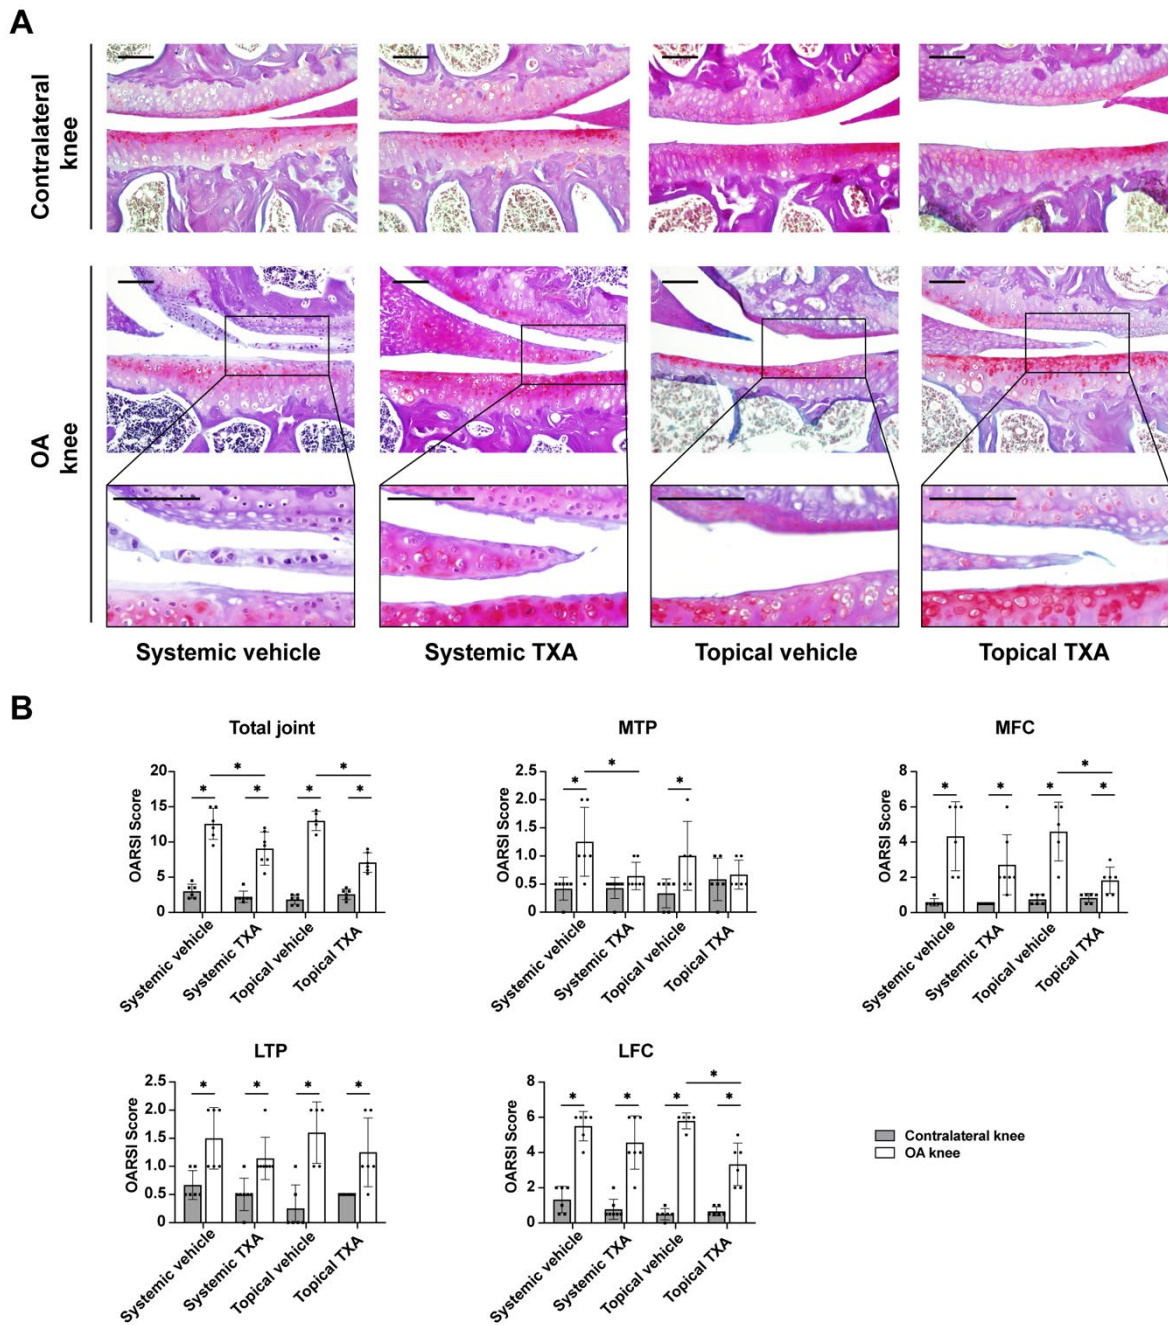 A
Contralateral
knee
OA
knee
Systemic vehicle
Systemic TXA
Topical vehicle
Topical TXA
B
Total joint
OARSI Score
20
15
10
5
0
*
*
*
*
*
*
Systemic vehicle
Systemic TXA
Topical vehicle
Topical TXA
MTP
OARSI Score
2.5
2.0
1.5
1.0
0.5
0.0
*
*
*
Systemic vehicle
Systemic TXA
Topical vehicle
Topical TXA
MFC
OARSI Score
8
6
4
2
0
*
*
*
*
*
Systemic vehicle
Systemic TXA
Topical vehicle
Topical TXA
LTP
OARSI Score
2.5
2.0
1.5
1.0
0.5
0.0
*
*
*
*
Systemic vehicle
Systemic TXA
Topical vehicle
Topical TXA
LFC
OARSI Score
8
6
4
2
0
*
*
*
*
*
Systemic vehicle
Systemic TXA
Topical vehicle
Topical TXA
Contralateral knee
OA knee